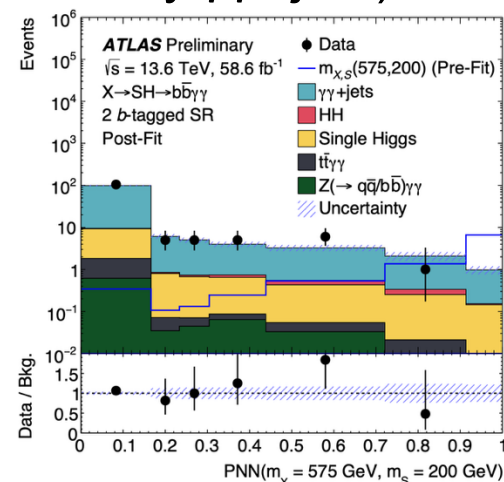 Events
10⁶
10⁵
10⁴
10³
10²
10
1
10⁻¹
10⁻²
ATLAS Preliminary
√s = 13.6 TeV, 58.6 fb⁻¹
X→SH→bb̄γγ
2 b-tagged SR
Post-Fit
Data
m_{X,S}(575,200) (Pre-Fit)
γγ+jets
HH
Single Higgs
tt̄γγ
Z(→ qq̄/bb̄)γγ
Uncertainty
Data / Bkg.
1.5
1
0.5
0
0 0.1 0.2 0.3 0.4 0.5 0.6 0.7 0.8 0.9 1
PNN(m_X = 575 GeV, m_S = 200 GeV)